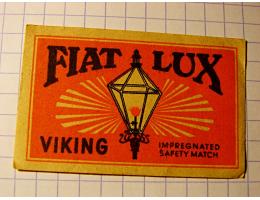 FIAT LUX
VIKING
IMPREGNATED
SAFETY MATCH